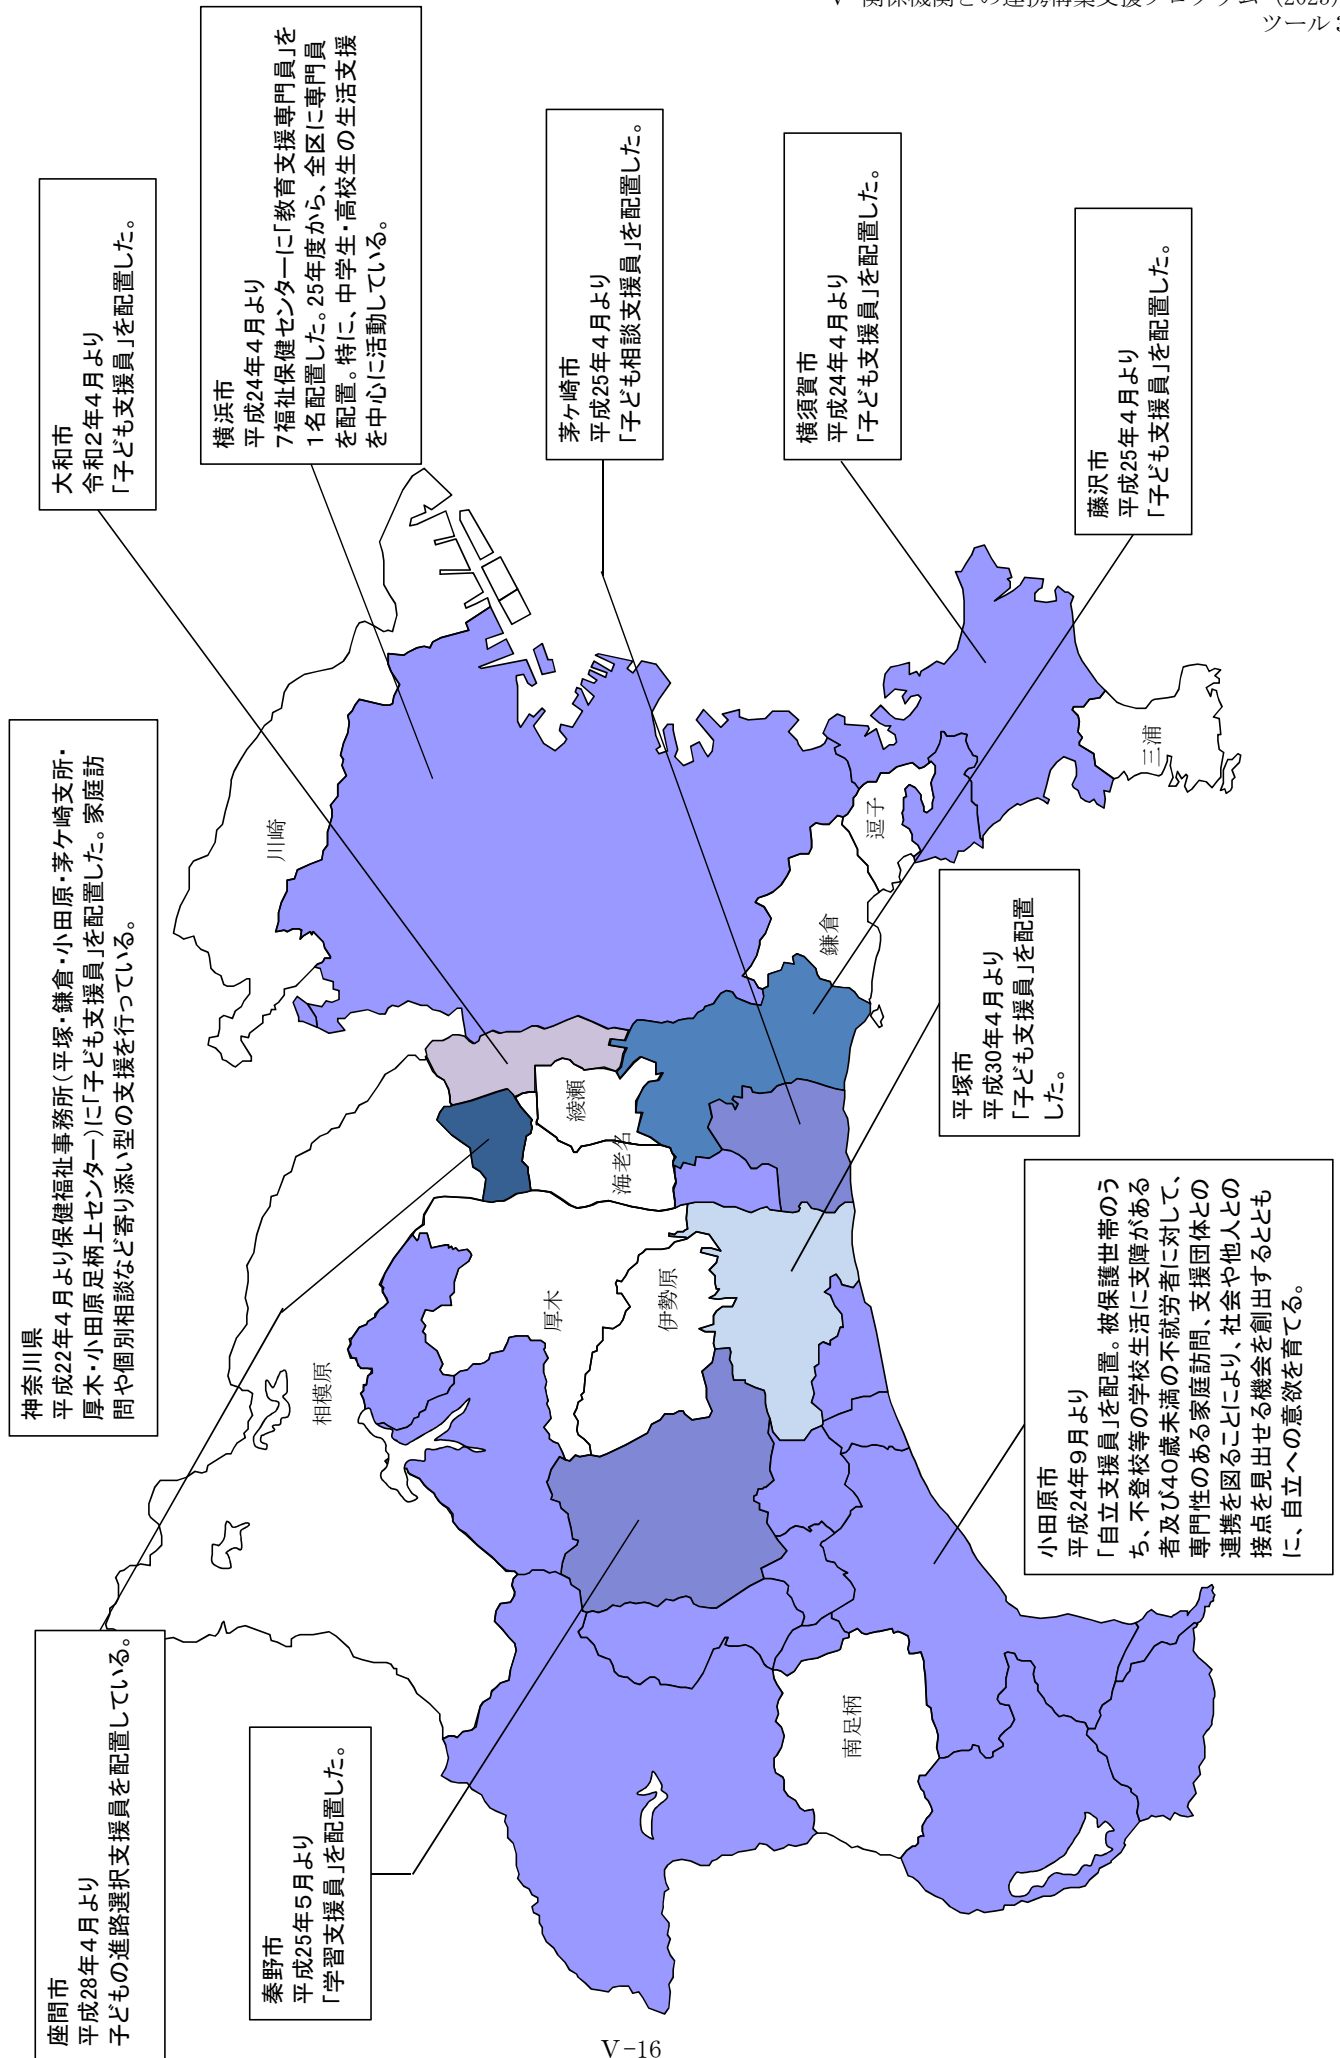 Ⅴ 関係機関との連携構築支援プログラム (2023)
ツール3
神奈川県
平成22年4月より保健福祉事務所(平塚・鎌倉・小田原・茅ケ崎支所・
厚木・小田原足柄上センター)に「子ども支援員」を配置した。家庭訪
問や個別相談など寄り添い型の支援を行っている。
大和市
令和2年4月より
「子ども支援員」を配置した。
横浜市
平成24年4月より
7福祉保健センターに「教育支援専門員」を
1名配置した。25年度から、全区に専門員
を配置。特に、中学生・高校生の生活支援
を中心に活動している。
茅ヶ崎市
平成25年4月より
「子ども相談支援員」を配置した。
横須賀市
平成24年4月より
「子ども支援員」を配置した。
藤沢市
平成25年4月より
「子ども支援員」を配置した。
平塚市
平成30年4月より
「子ども支援員」を配置
した。
小田原市
平成24年9月より
「自立支援員」を配置。被保護世帯のう
ち、不登校等の学校生活に支障がある
者及び40歳未満の不就労者に対して、
専門性のある家庭訪問、支援団体との
連携を図ることにより、社会や他人との
接点を見出せる機会を創出するととも
に、自立への意欲を育てる。
座間市
平成28年4月より
子どもの進路選択支援員を配置している。
秦野市
平成25年5月より
「学習支援員」を配置した。
川崎
相模原
厚木
伊勢原
海老名
綾瀬
鎌倉
逗子
三浦
南足柄
Ⅴ-16